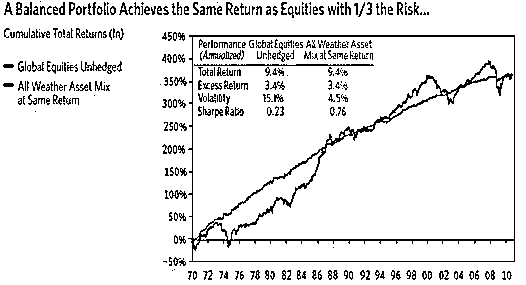 A Balanced Portfolio Achieves the Same Return as Equities with 1/3 the Risk...
Cumulative Total Returns (ln)
Global Equities Unhedged
All Weather Asset Mix
at Same Return
450%
400%
350%
300%
250%
200%
150%
100%
50%
0%
-50%
Performance Global Equities All Weather Asset
(Annualized) Unhedged Mix at Same Return
Total Return 9.4% 9.4%
Excess Return 3.4% 3.4%
Volatility 15.1% 4.5%
Sharpe Ratio 0.23 0.76
70 72 74 76 78 80 82 84 86 88 90 92 94 96 98 00 02 04 06 08 10